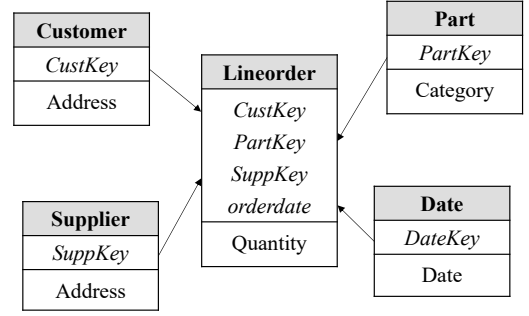 Customer
CustKey
Address
Lineorder
CustKey
PartKey
SuppKey
orderdate
Quantity
Part
PartKey
Category
Supplier
SuppKey
Address
Date
DateKey
Date